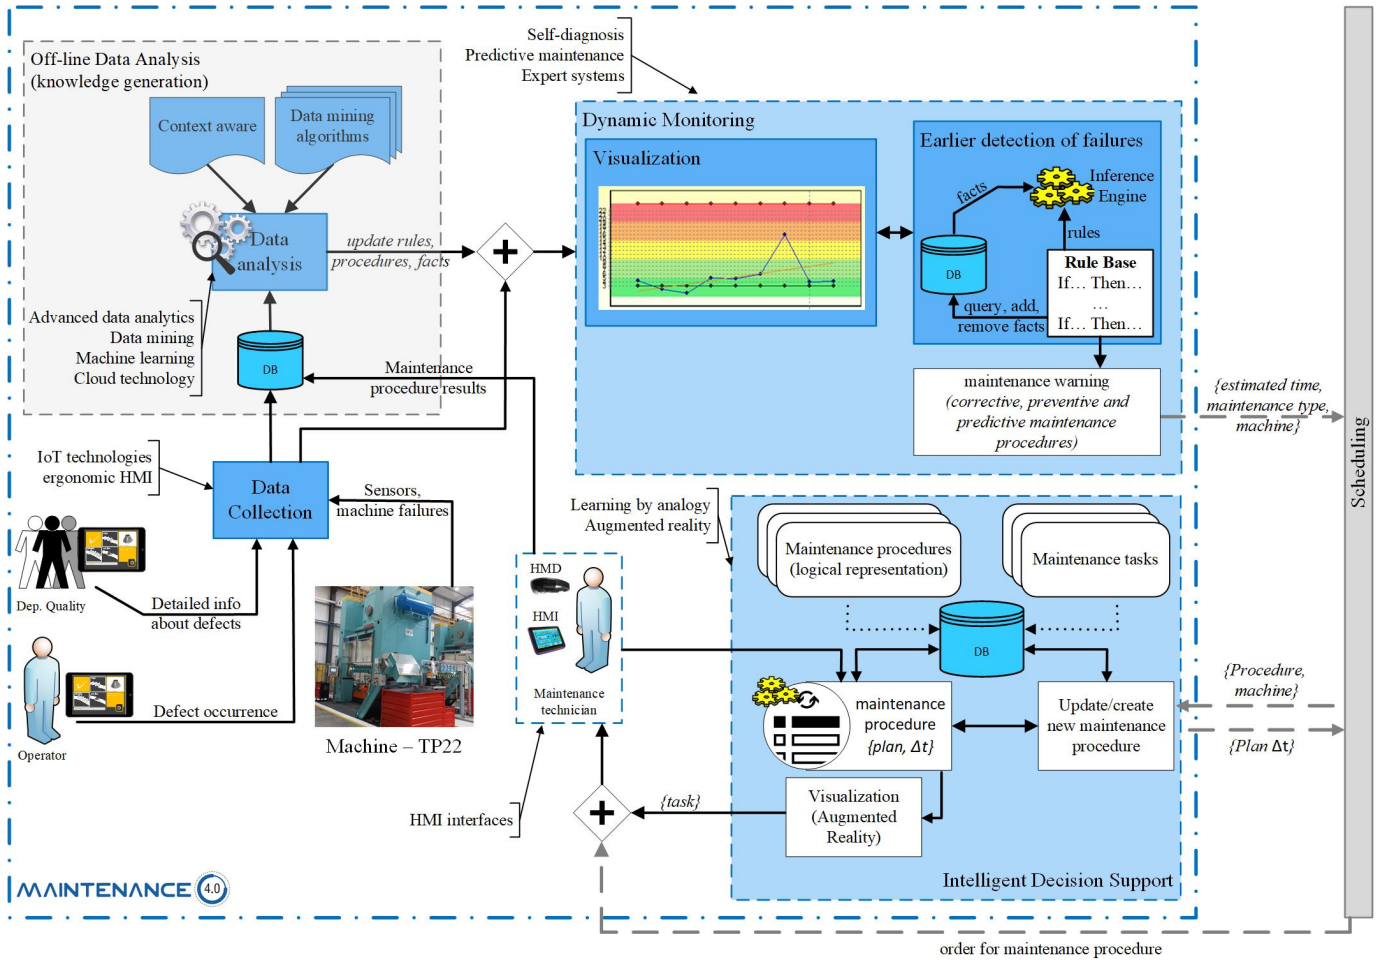 Off-line Data Analysis
(knowledge generation)
Context aware
Data mining
algorithms
Data
analysis
update rules,
procedures, facts
Advanced data analytics
Data mining
Machine learning
Cloud technology
DB
Maintenance
procedure results
IoT technologies
ergonomic HMI
Data
Collection
Sensors,
machine failures
Dep. Quality
Detailed info
about defects
Operator
Defect occurrence
Machine – TP22
Self-diagnosis
Predictive maintenance
Expert systems
Dynamic Monitoring
Visualization
Earlier detection of failures
facts
Inference
Engine
rules
DB
Rule Base
If… Then…
…
If… Then…
query, add,
remove facts
maintenance warning
(corrective, preventive and
predictive maintenance
procedures)
{estimated time,
maintenance type,
machine}
Scheduling
Learning by analogy
Augmented reality
Maintenance procedures
(logical representation)
Maintenance tasks
DB
HMD
HMI
Maintenance
technician
maintenance
procedure
{plan, Δt}
Update/create
new maintenance
procedure
{Procedure,
machine}
{Plan Δt}
Visualization
(Augmented
Reality)
{task}
HMI interfaces
Intelligent Decision Support
MAINTENANCE 4.0
order for maintenance procedure